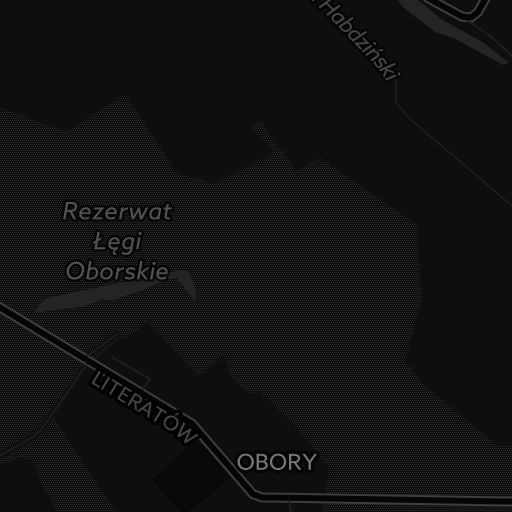 Habdziński
Rezerwat
Łęgi
Oborskie
LITERATÓW
OBORY